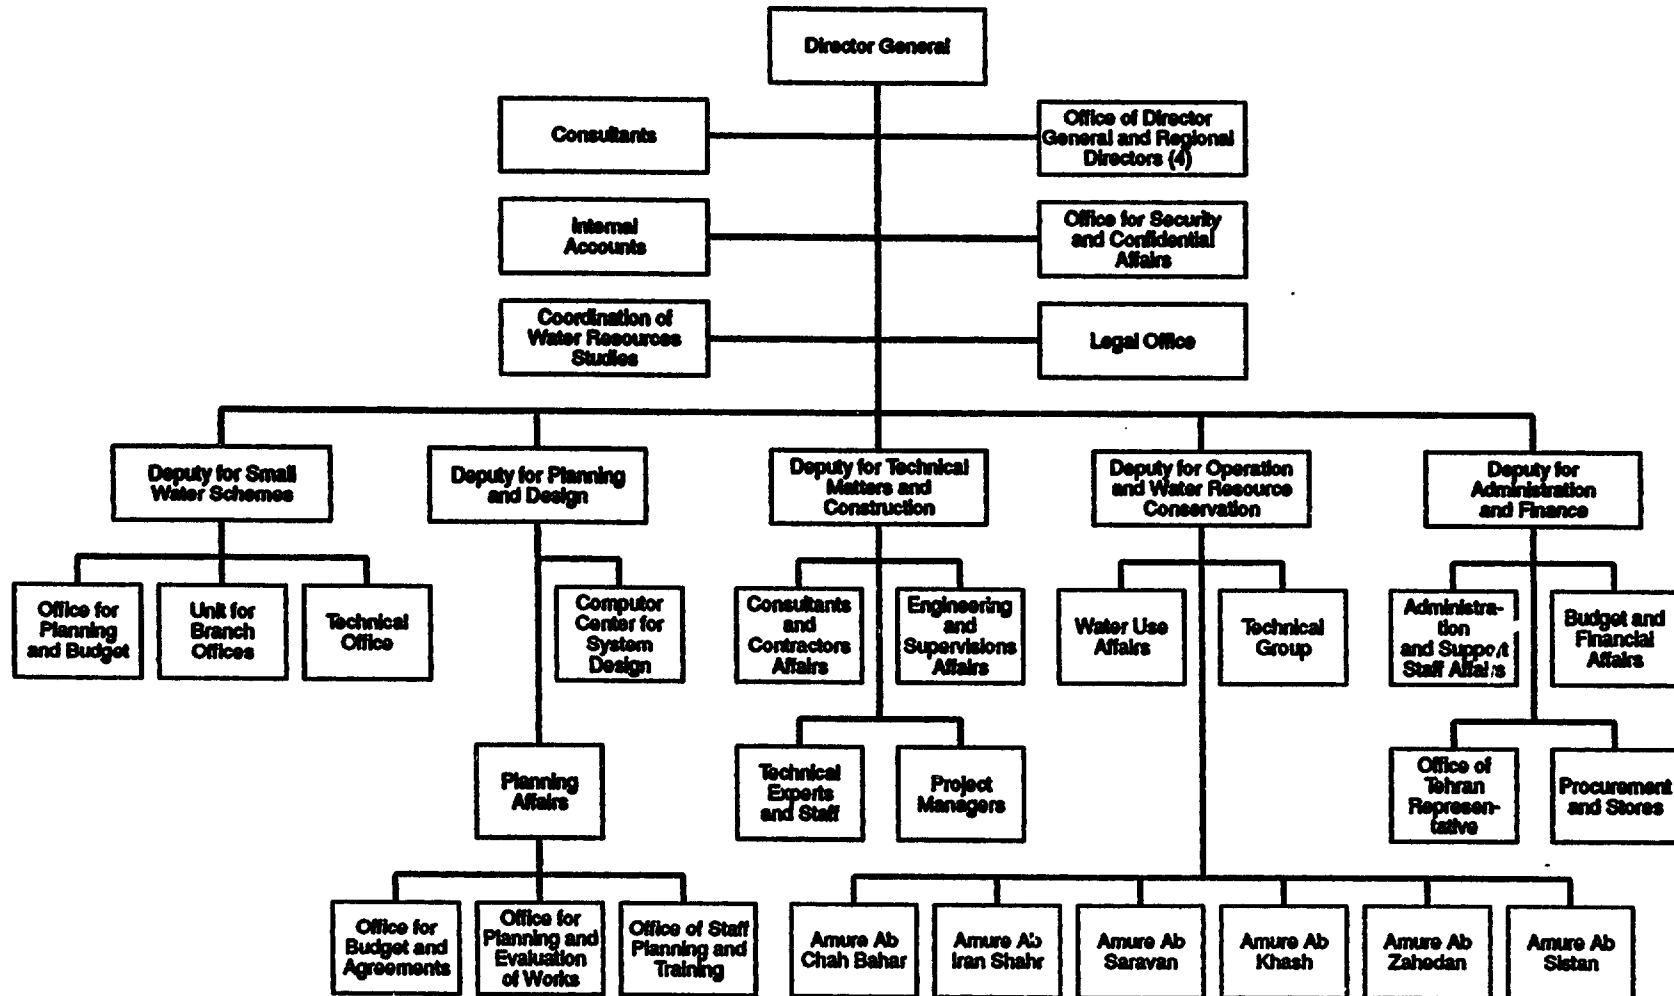 Director General
Consultants
Office of Director
General and Regional
Directors (4)
Internal
Accounts
Office for Security
and Confidential
Affairs
Coordination of
Water Resources
Studies
Legal Office
Deputy for Small
Water Schemes
Deputy for Planning
and Design
Deputy for Technical
Matters and
Construction
Deputy for Operation
and Water Resource
Conservation
Deputy for
Administration
and Finance
Office for
Planning
and Budget
Unit for
Branch
Offices
Technical
Office
Computor
Center for
System
Design
Consultants
and
Contractors
Affairs
Engineering
and
Supervisions
Affairs
Water Use
Affairs
Technical
Group
Administra-
tion
and Support
Staff Affairs
Budget and
Financial
Affairs
Planning
Affairs
Technical
Experts
and Staff
Project
Managers
Office of
Tehran
Represen-
tative
Procurement
and Stores
Office for
Budget and
Agreements
Office for
Planning and
Evaluation
of Works
Office of Staff
Planning and
Training
Amure Ab
Chah Bahar
Amure Ab
Iran Shahr
Amure Ab
Saravan
Amure Ab
Khash
Amure Ab
Zahedan
Amure Ab
Sistan